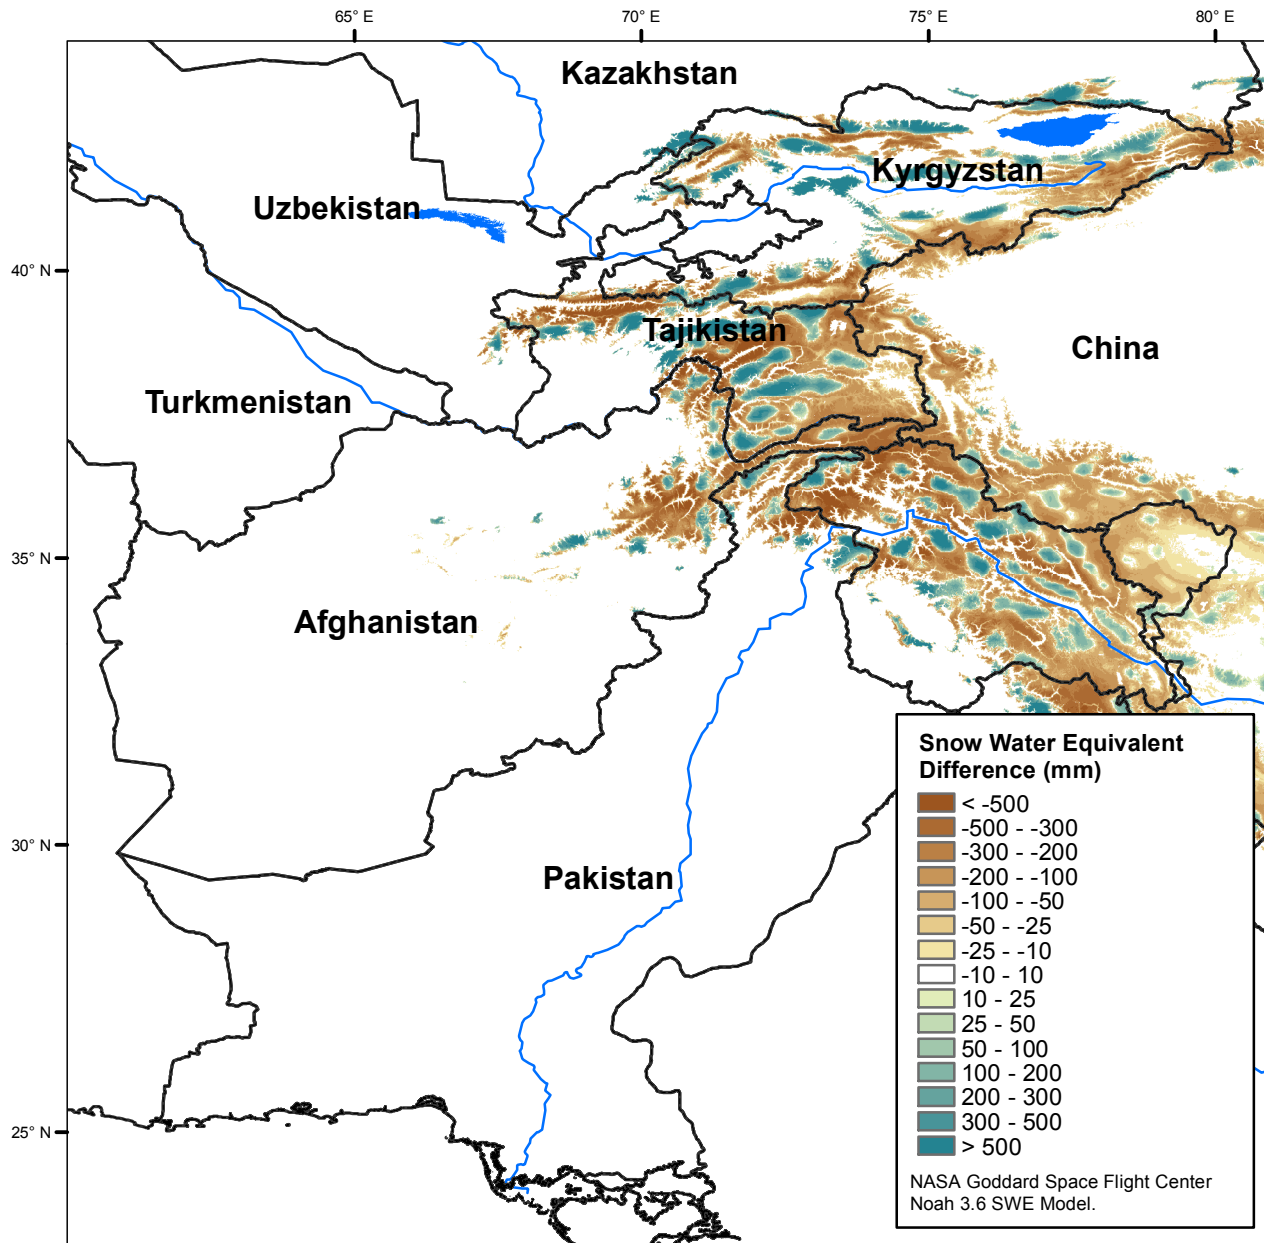 65° E
70° E
75° E
80° E
Kazakhstan
Kyrgyzstan
Uzbekistan
40° N
Tajikistan
China
Turkmenistan
35° N
Afghanistan
Snow Water Equivalent
Difference (mm)
< -500
-500 - -300
-300 - -200
-200 - -100
-100 - -50
-50 - -25
-25 - -10
-10 - 10
10 - 25
25 - 50
50 - 100
100 - 200
200 - 300
300 - 500
> 500
NASA Goddard Space Flight Center
Noah 3.6 SWE Model.
30° N
Pakistan
25° N